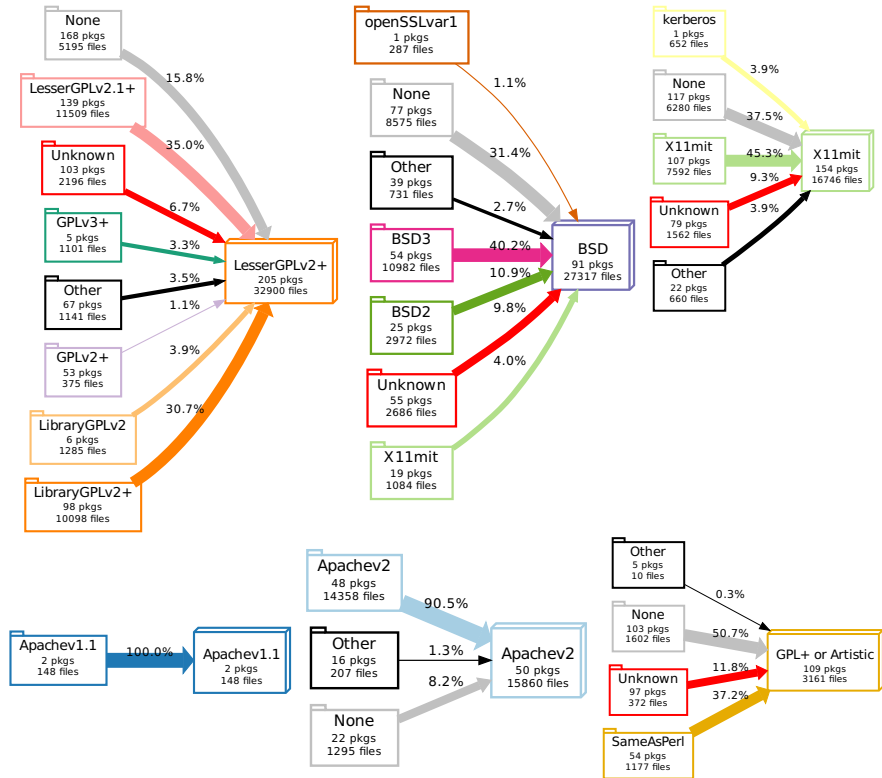 None
168 pkgs
5195 files
15.8%
LesserGPLv2.1+
139 pkgs
11509 files
35.0%
Unknown
103 pkgs
2196 files
6.7%
GPLv3+
5 pkgs
1101 files
3.3%
Other
67 pkgs
1141 files
3.5%
GPLv2+
53 pkgs
375 files
1.1%
LibraryGPLv2
6 pkgs
1285 files
3.9%
LibraryGPLv2+
98 pkgs
10098 files
30.7%
LesserGPLv2+
205 pkgs
32900 files
openSSLvar1
1 pkgs
287 files
1.1%
None
77 pkgs
8575 files
31.4%
Other
39 pkgs
731 files
2.7%
BSD3
54 pkgs
10982 files
40.2%
BSD2
25 pkgs
2972 files
10.9%
Unknown
55 pkgs
2686 files
9.8%
X11mit
19 pkgs
1084 files
4.0%
BSD
91 pkgs
27317 files
kerberos
1 pkgs
652 files
3.9%
None
117 pkgs
6280 files
37.5%
X11mit
107 pkgs
7592 files
45.3%
Unknown
79 pkgs
1562 files
9.3%
Other
22 pkgs
660 files
3.9%
X11mit
154 pkgs
16746 files
Apachev1.1
2 pkgs
148 files
100.0%
Apachev1.1
2 pkgs
148 files
Apachev2
48 pkgs
14358 files
90.5%
Other
16 pkgs
207 files
1.3%
None
22 pkgs
1295 files
8.2%
Apachev2
50 pkgs
15860 files
Other
5 pkgs
10 files
0.3%
None
103 pkgs
1602 files
50.7%
Unknown
97 pkgs
372 files
11.8%
SameAsPerl
54 pkgs
1177 files
37.2%
GPL+ or Artistic
109 pkgs
3161 files